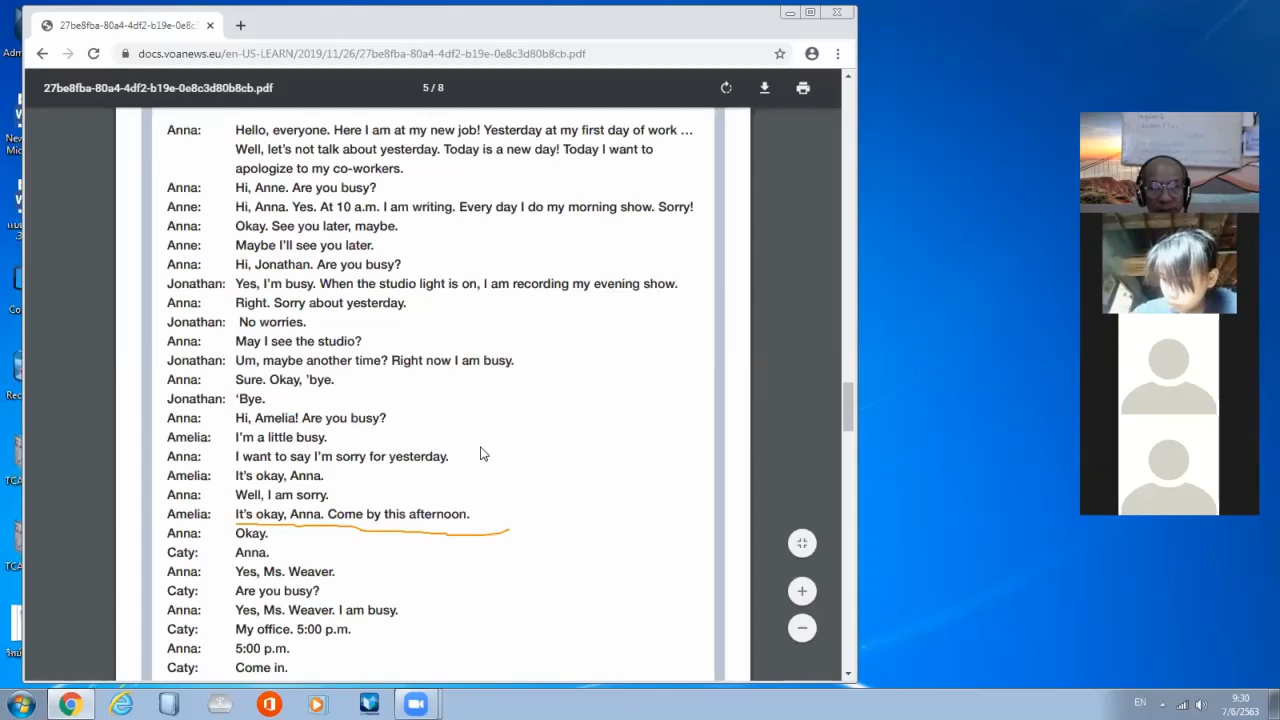 27be8fba-80a4-4df2-b19e-0e8c
docs.voanews.eu/en-US-LEARN/2019/11/26/27be8fba-80a4-4df2-b19e-0e8c3d80b8cb.pdf
27be8fba-80a4-4df2-b19e-0e8c3d80b8cb.pdf
5 / 8
Anna: Hello, everyone. Here I am at my new job! Yesterday at my first day of work …
Well, let’s not talk about yesterday. Today is a new day! Today I want to
apologize to my co-workers.
Anna: Hi, Anne. Are you busy?
Anne: Hi, Anna. Yes. At 10 a.m. I am writing. Every day I do my morning show. Sorry!
Anna: Okay. See you later, maybe.
Anne: Maybe I’ll see you later.
Anna: Hi, Jonathan. Are you busy?
Jonathan: Yes, I’m busy. When the studio light is on, I am recording my evening show.
Anna: Right. Sorry about yesterday.
Jonathan: No worries.
Anna: May I see the studio?
Jonathan: Um, maybe another time? Right now I am busy.
Anna: Sure. Okay, ’bye.
Jonathan: ‘Bye.
Anna: Hi, Amelia! Are you busy?
Amelia: I’m a little busy.
Anna: I want to say I’m sorry for yesterday.
Amelia: It’s okay, Anna.
Anna: Well, I am sorry.
Amelia: It’s okay, Anna. Come by this afternoon.
Anna: Okay.
Caty: Anna.
Anna: Yes, Ms. Weaver.
Caty: Are you busy?
Anna: Yes, Ms. Weaver. I am busy.
Caty: My office. 5:00 p.m.
Anna: 5:00 p.m.
Caty: Come in.
EN
9:30
7/6/2563